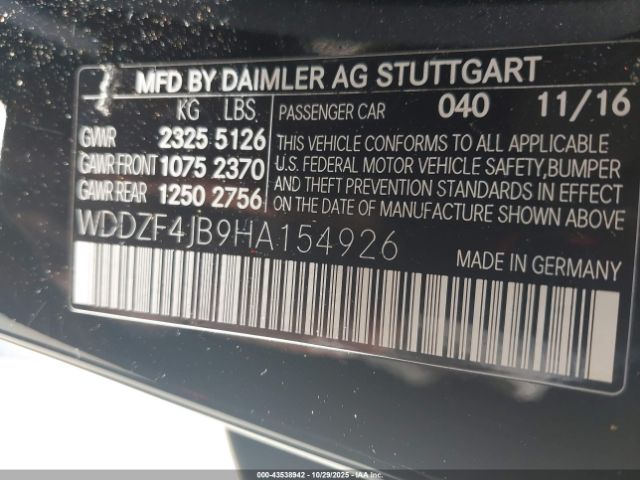 MFD BY DAIMLER AG STUTTGART
KG LBS
GVWR 2325 5126
GAWR FRONT 1075 2370
GAWR REAR 1250 2756
PASSENGER CAR 040 11/16
THIS VEHICLE CONFORMS TO ALL APPLICABLE
U.S. FEDERAL MOTOR VEHICLE SAFETY,BUMPER
AND THEFT PREVENTION STANDARDS IN EFFECT
ON THE DATE OF MANUFACTURE SHOWN ABOVE
WDDZF4JB9HA154926
MADE IN GERMANY
000-43538942 | 10/29/2025 | IAA Inc.